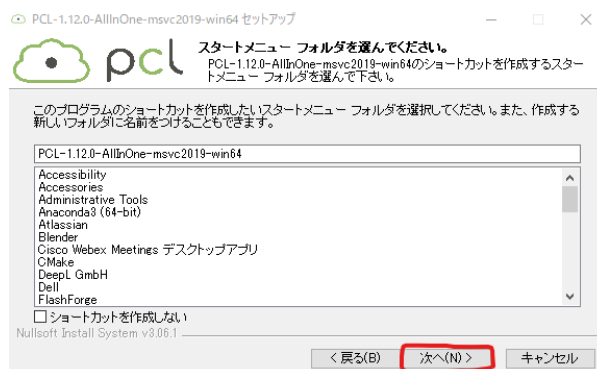 PCL-1.12.0-AllInOne-msvc2019-win64 セットアップ
pcl
スタートメニュー フォルダを選んでください。
PCL-1.12.0-AllInOne-msvc2019-win64のショートカットを作成するスター
トメニュー フォルダを選んで下さい。
このプログラムのショートカットを作成したいスタートメニュー フォルダを選択してください。また、作成する
新しいフォルダに名前をつけることもできます。
PCL-1.12.0-AllInOne-msvc2019-win64
Accessibility
Accessories
Administrative Tools
Anaconda3 (64-bit)
Atlassian
Blender
Cisco Webex Meetings デスクトップアプリ
CMake
DeepL GmbH
Dell
FlashForge
ショートカットを作成しない
Nullsoft Install System v3.06.1
< 戻る(B)
次へ(N) >
キャンセル